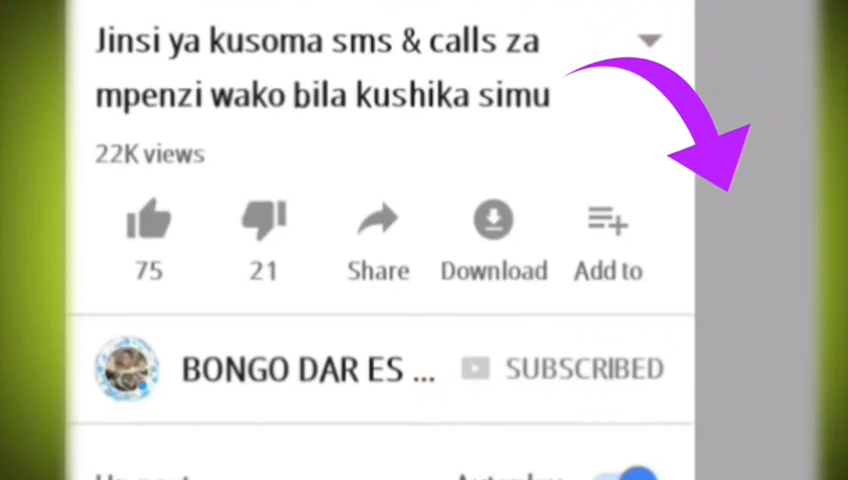 Jinsi ya kusoma sms & calls za
mpenzi wako bila kushika simu
22K views
75
21
Share
Download
Add to
BONGO DAR ES ...
SUBSCRIBED